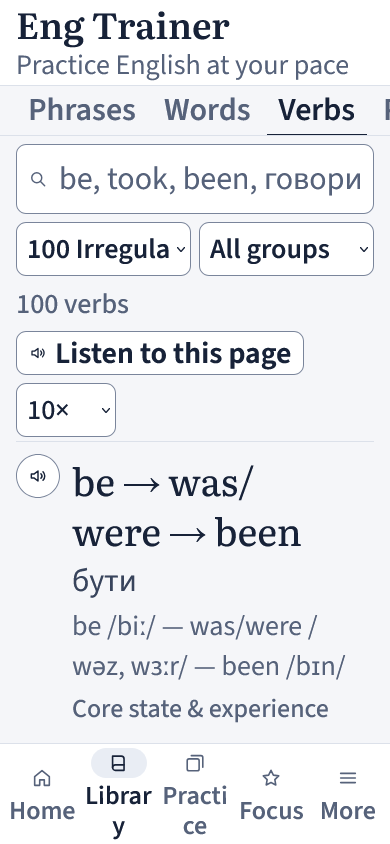 Eng Trainer
Practice English at your pace
Phrases Words Verbs
be, took, been, говори
100 Irregula All groups
100 verbs
Listen to this page
10×
be → was/
were → been
бути
be /biː/ — was/were /
wəz, wɜːr/ — been /bɪn/
Core state & experience
Home Librar Practi Focus More
y ce